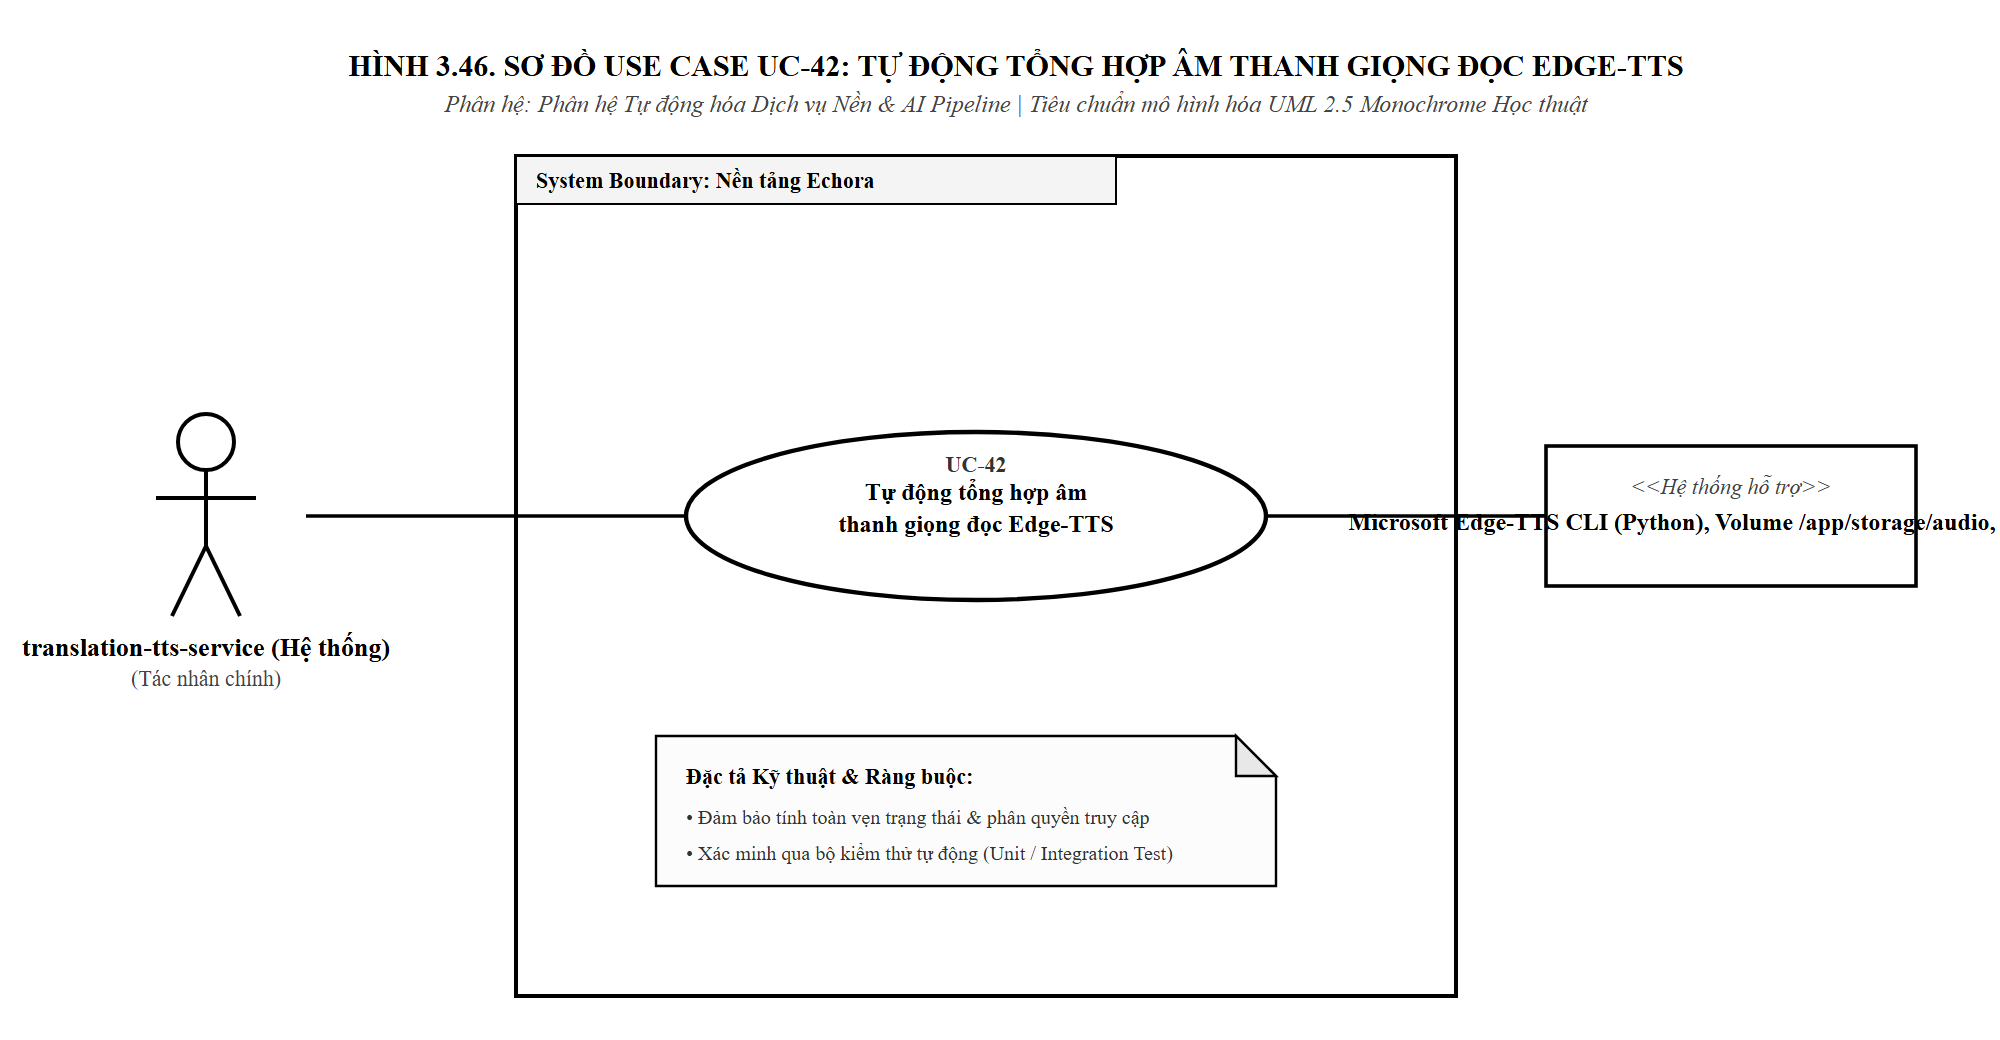 HÌNH 3.46. SƠ ĐỒ USE CASE UC-42: TỰ ĐỘNG TỔNG HỢP ÂM THANH GIỌNG ĐỌC EDGE-TTS
Phân hệ: Phân hệ Tự động hóa Dịch vụ Nền & AI Pipeline | Tiêu chuẩn mô hình hóa UML 2.5 Monochrome Học thuật
System Boundary: Nền tảng Echora
UC-42
Tự động tổng hợp âm
thanh giọng đọc Edge-TTS
<<Hệ thống hỗ trợ>>
Microsoft Edge-TTS CLI (Python), Volume /app/storage/audio,
translation-tts-service (Hệ thống)
(Tác nhân chính)
Đặc tả Kỹ thuật & Ràng buộc:
• Đảm bảo tính toàn vẹn trạng thái & phân quyền truy cập
• Xác minh qua bộ kiểm thử tự động (Unit / Integration Test)